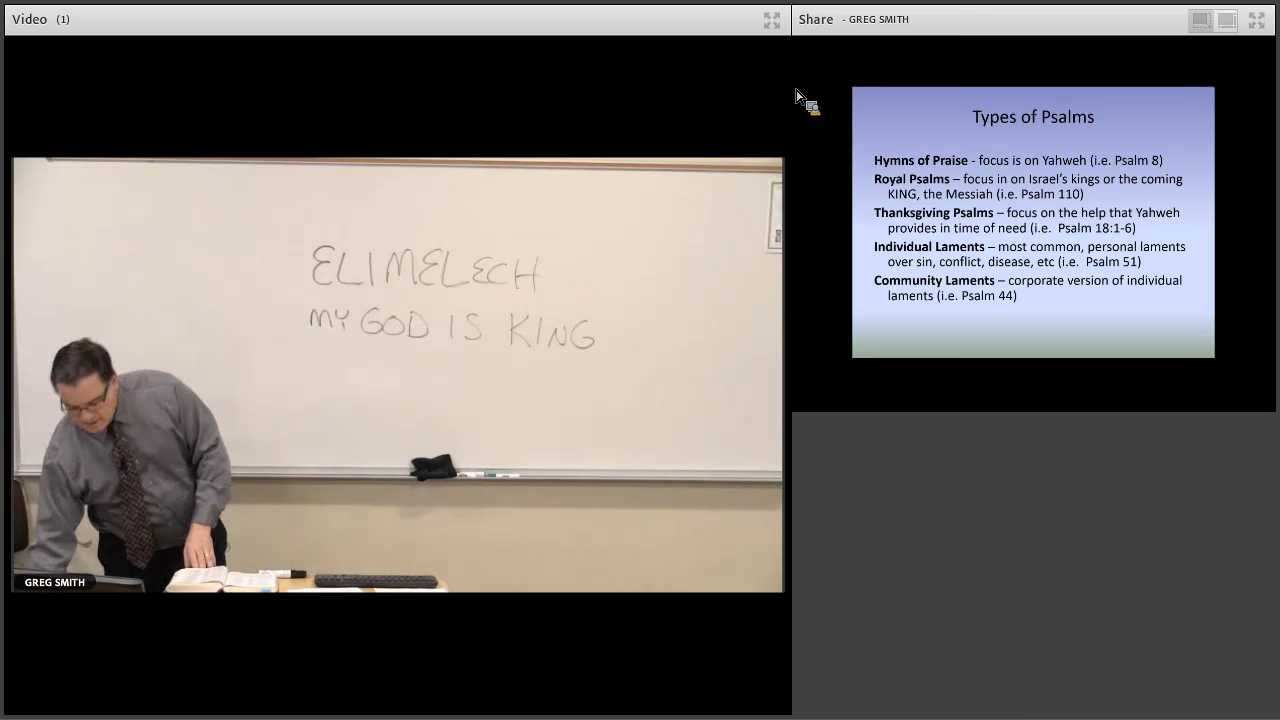 Video (1)
Share - GREG SMITH
ELIMELECH
MY GOD IS KING
GREG SMITH
Types of Psalms
Hymns of Praise - focus is on Yahweh (i.e. Psalm 8)
Royal Psalms – focus in on Israel's kings or the coming
KING, the Messiah (i.e. Psalm 110)
Thanksgiving Psalms – focus on the help that Yahweh
provides in time of need (i.e. Psalm 18:1-6)
Individual Laments – most common, personal laments
over sin, conflict, disease, etc (i.e. Psalm 51)
Community Laments – corporate version of individual
laments (i.e. Psalm 44)